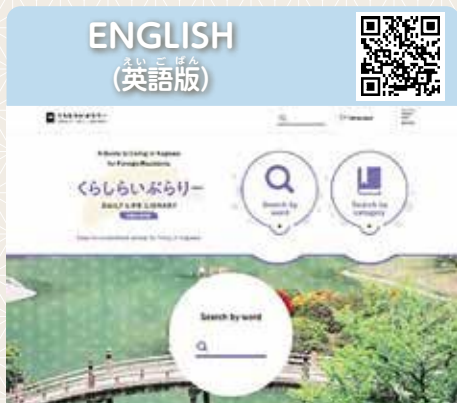 ENGLISH
えいごばん
(英語版)
language
A Guide to Living in Kagawa
for Foreign Residents
くらしらいぶらりー
DAILY LIFE LIBRARY
Search by
word
Search by
category
Search by word